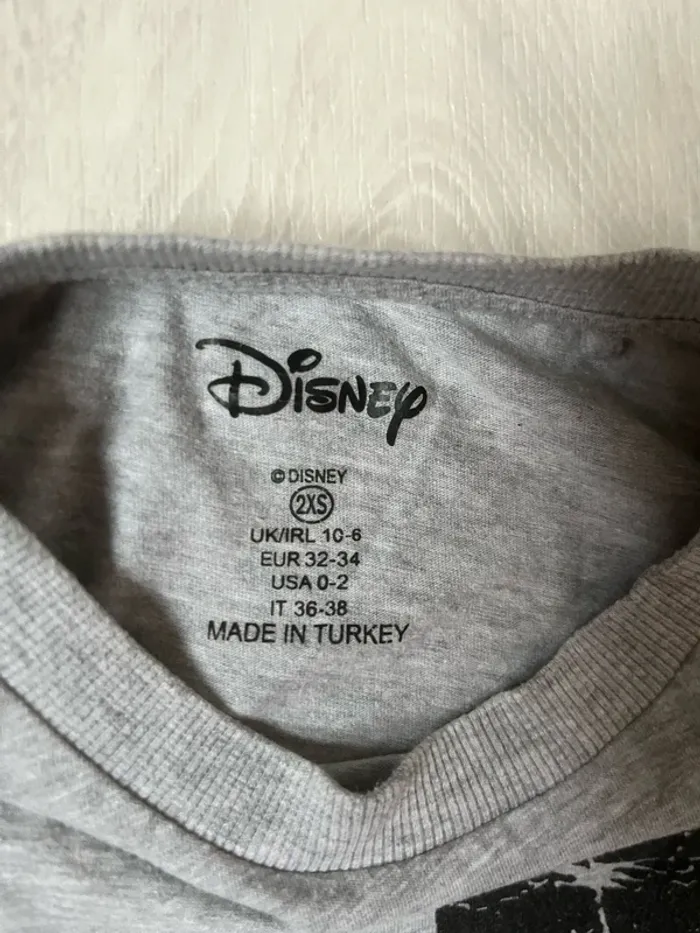 Disney
© DISNEY
2XS
UK/IRL 10-6
EUR 32-34
USA 0-2
IT 36-38
MADE IN TURKEY